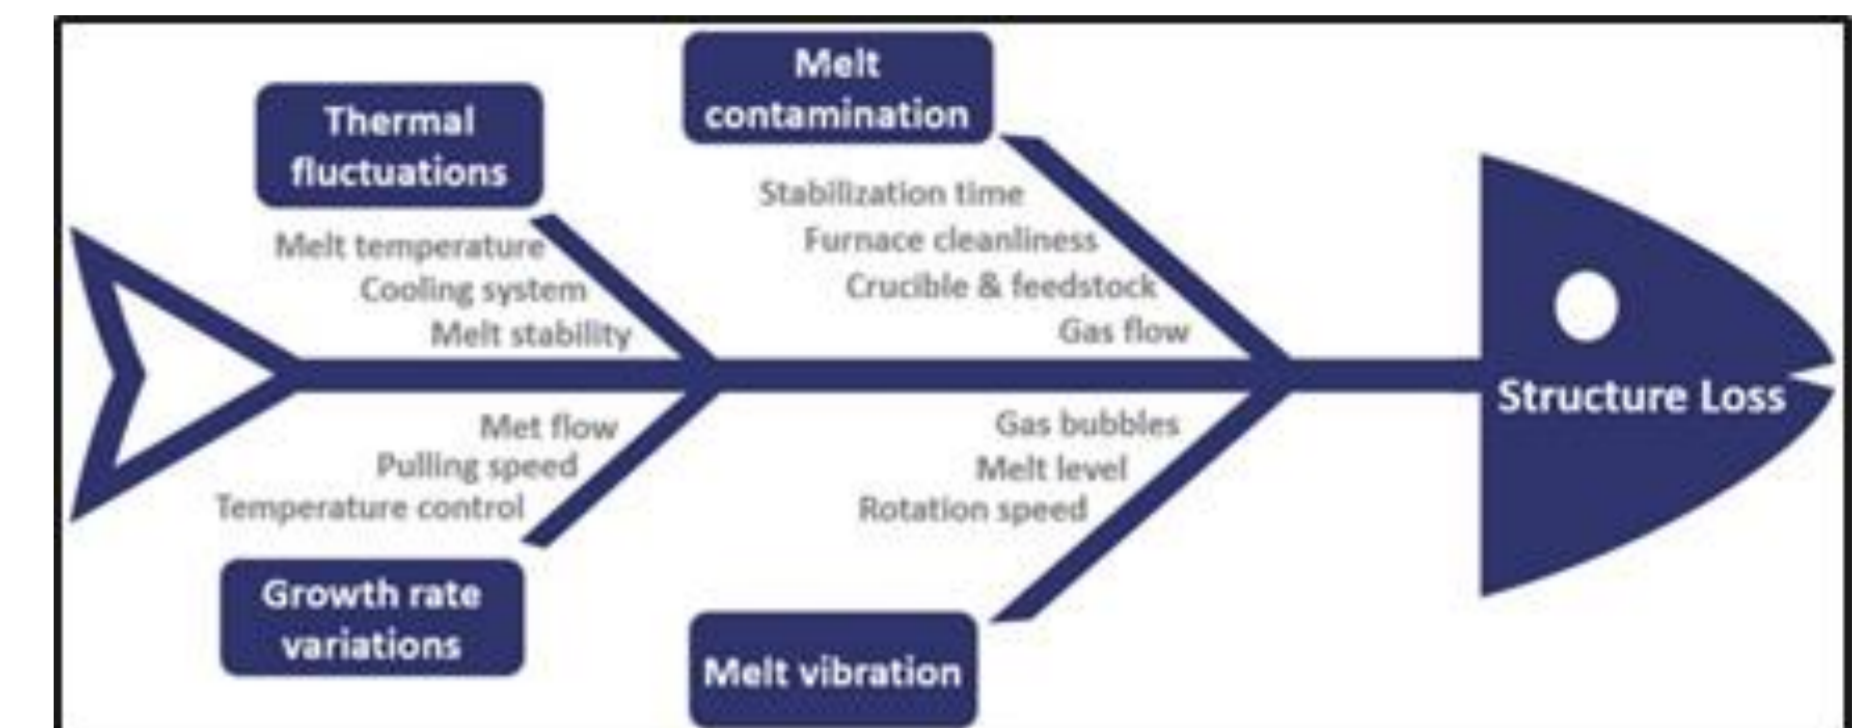 Melt
contamination
Thermal
fluctuations
Stabilization time
Furnace cleanliness
Crucible & feedstock
Gas flow
Melt temperature
Cooling system
Melt stability
Structure Loss
Met flow
Pulling speed
Temperature control
Gas bubbles
Melt level
Rotation speed
Growth rate
variations
Melt vibration